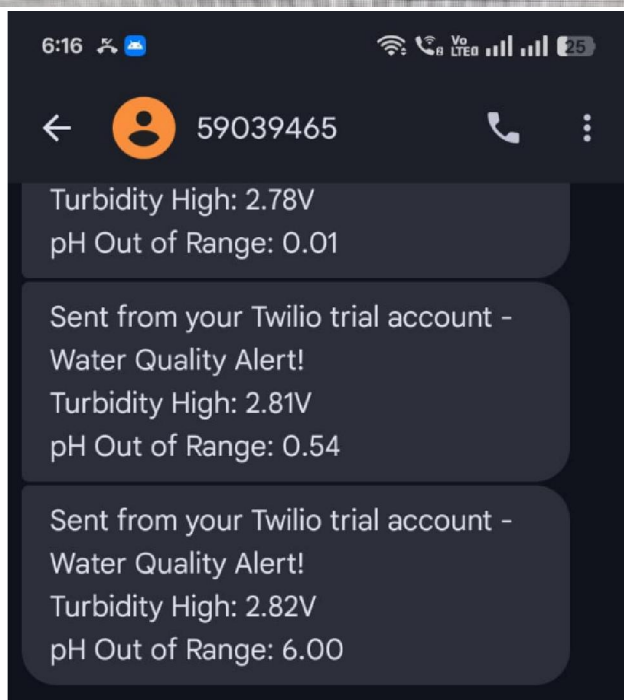 6:16
Vo
LTE
25
59039465
Turbidity High: 2.78V
pH Out of Range: 0.01
Sent from your Twilio trial account -
Water Quality Alert!
Turbidity High: 2.81V
pH Out of Range: 0.54
Sent from your Twilio trial account -
Water Quality Alert!
Turbidity High: 2.82V
pH Out of Range: 6.00